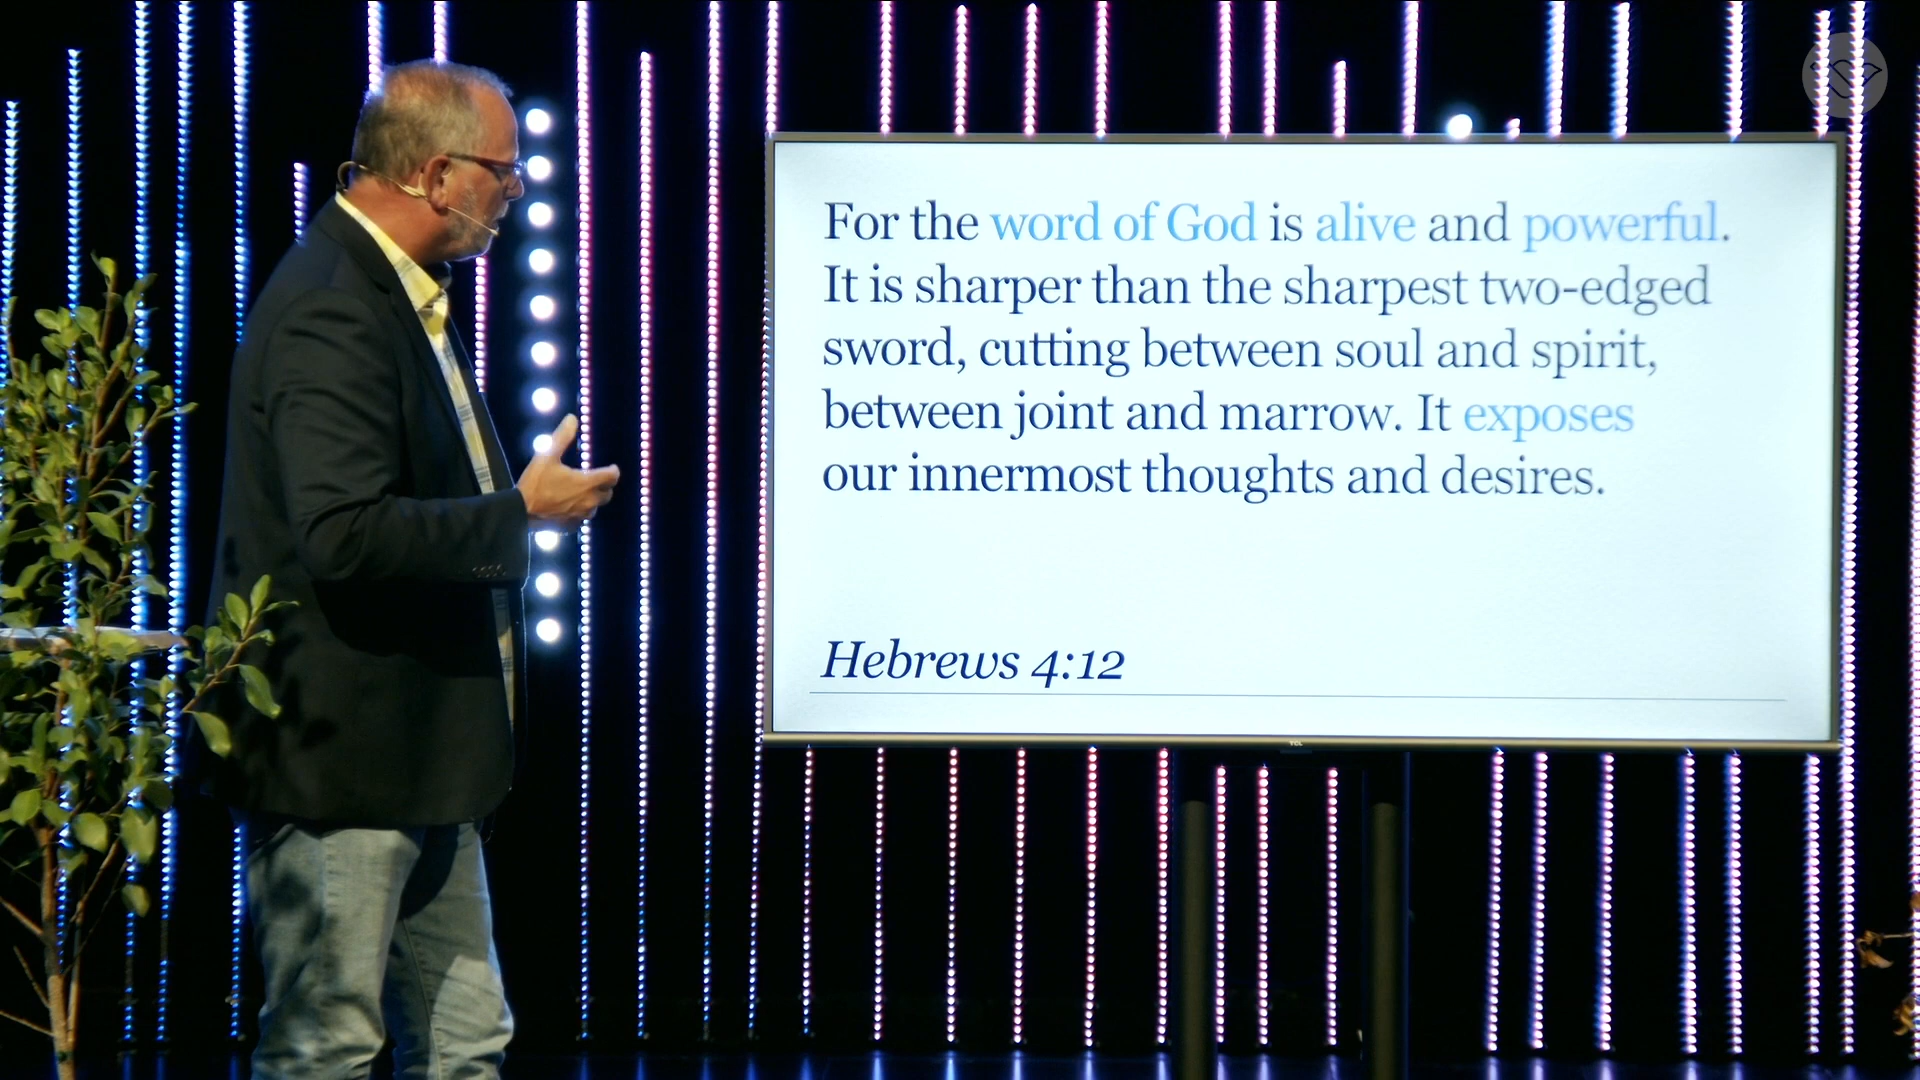 For the word of God is alive and powerful.
It is sharper than the sharpest two-edged
sword, cutting between soul and spirit,
between joint and marrow. It exposes
our innermost thoughts and desires.
Hebrews 4:12
TCL